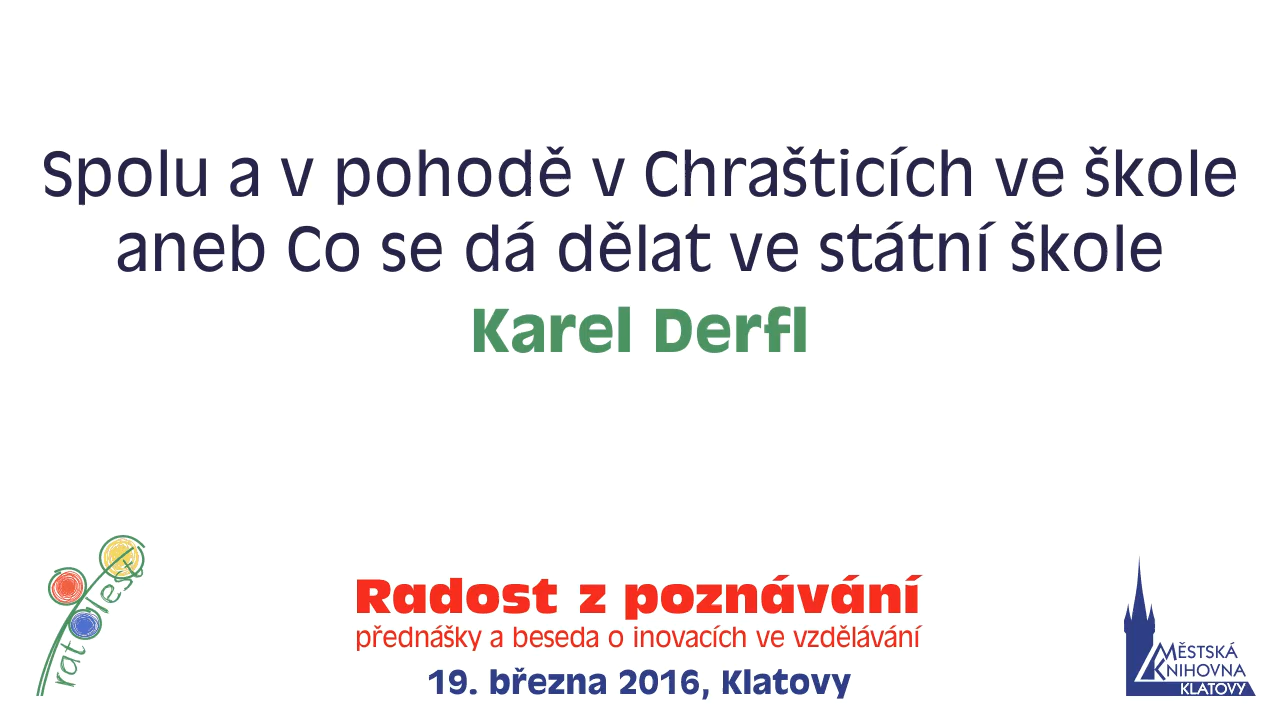 Spolu a v pohodě v Chrašticích ve škole
aneb Co se dá dělat ve státní škole
Karel Derfl
ratolest
Radost z poznávání
přednášky a beseda o inovacích ve vzdělávání
19. března 2016, Klatovy
MĚSTSKÁ
KNIHOVNA
KLATOVY